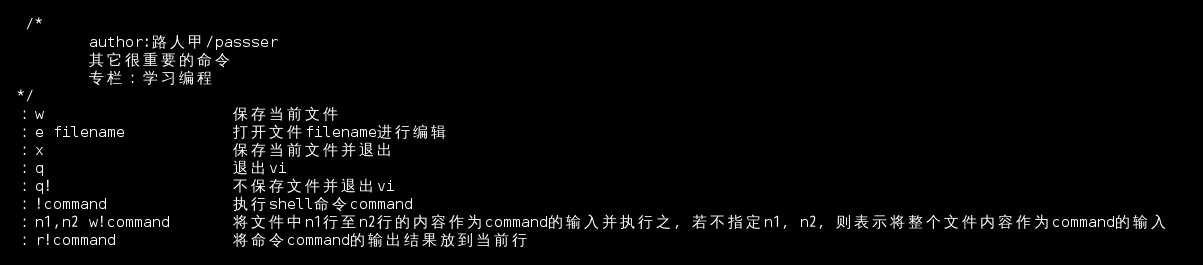 /*
author:路人甲/passser
其它很重要的命令
专栏：学习编程
*/
：w 保存当前文件
：e filename 打开文件filename进行编辑
：x 保存当前文件并退出
：q 退出vi
：q! 不保存文件并退出vi
：!command 执行shell命令command
：n1,n2 w!command 将文件中n1行至n2行的内容作为command的输入并执行之, 若不指定n1, n2, 则表示将整个文件内容作为command的输入
：r!command 将命令command的输出结果放到当前行